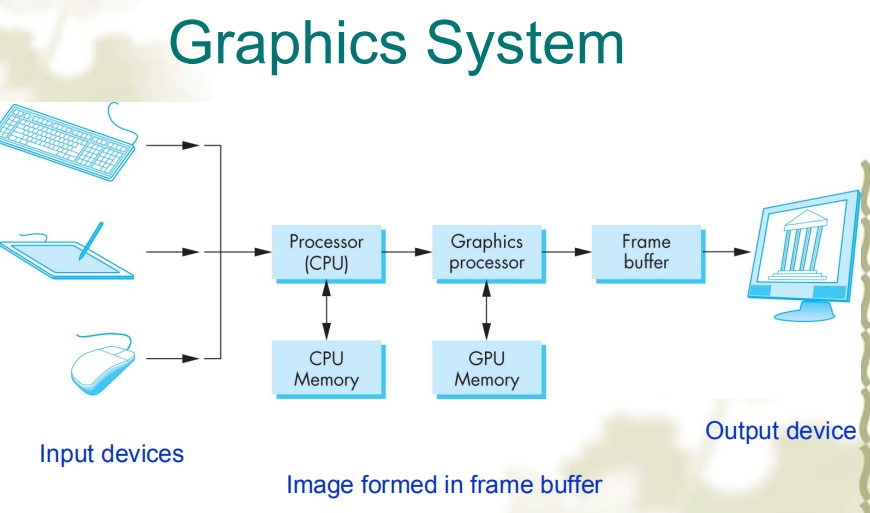 Graphics System
Processor
(CPU)
Graphics
processor
Frame
buffer
CPU
Memory
GPU
Memory
Output device
Input devices
Image formed in frame buffer